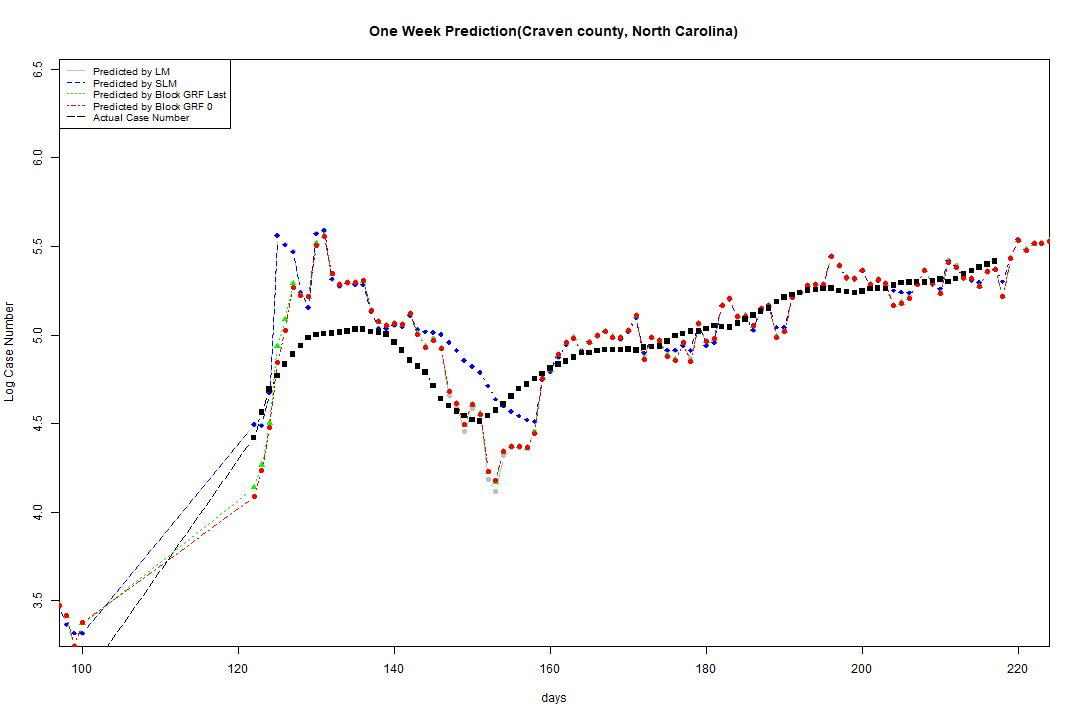 One Week Prediction(Craven county, North Carolina)
Predicted by LM
Predicted by SLM
Predicted by Block GRF Last
Predicted by Block GRF 0
Actual Case Number
Log Case Number
6.5
6.0
5.5
5.0
4.5
4.0
3.5
100 120 140 160 180 200 220
days